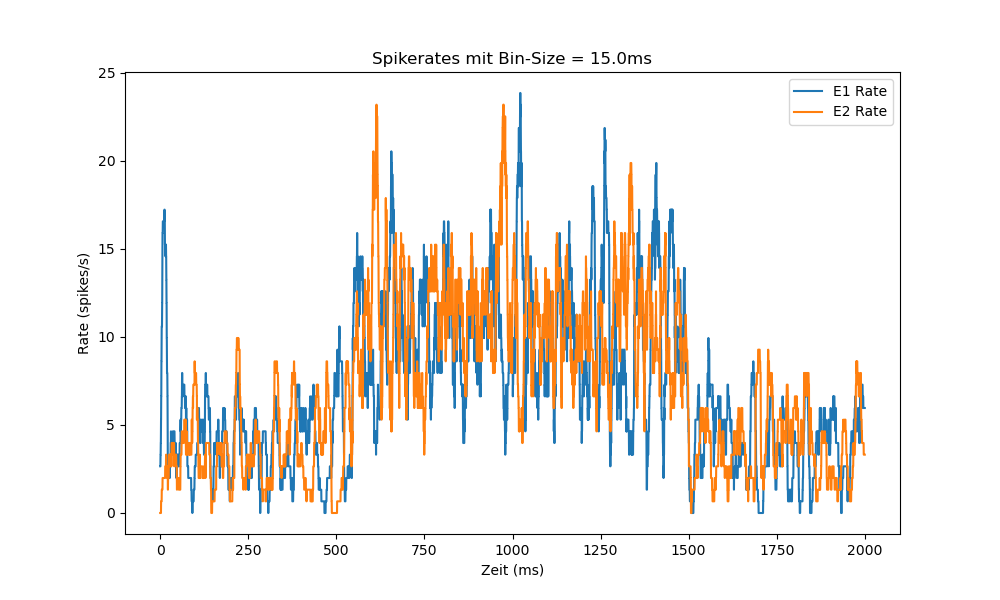 Spikerates mit Bin-Size = 15.0ms
E1 Rate
E2 Rate
Rate (spikes/s)
25
20
15
10
5
0
0 250 500 750 1000 1250 1500 1750 2000
Zeit (ms)